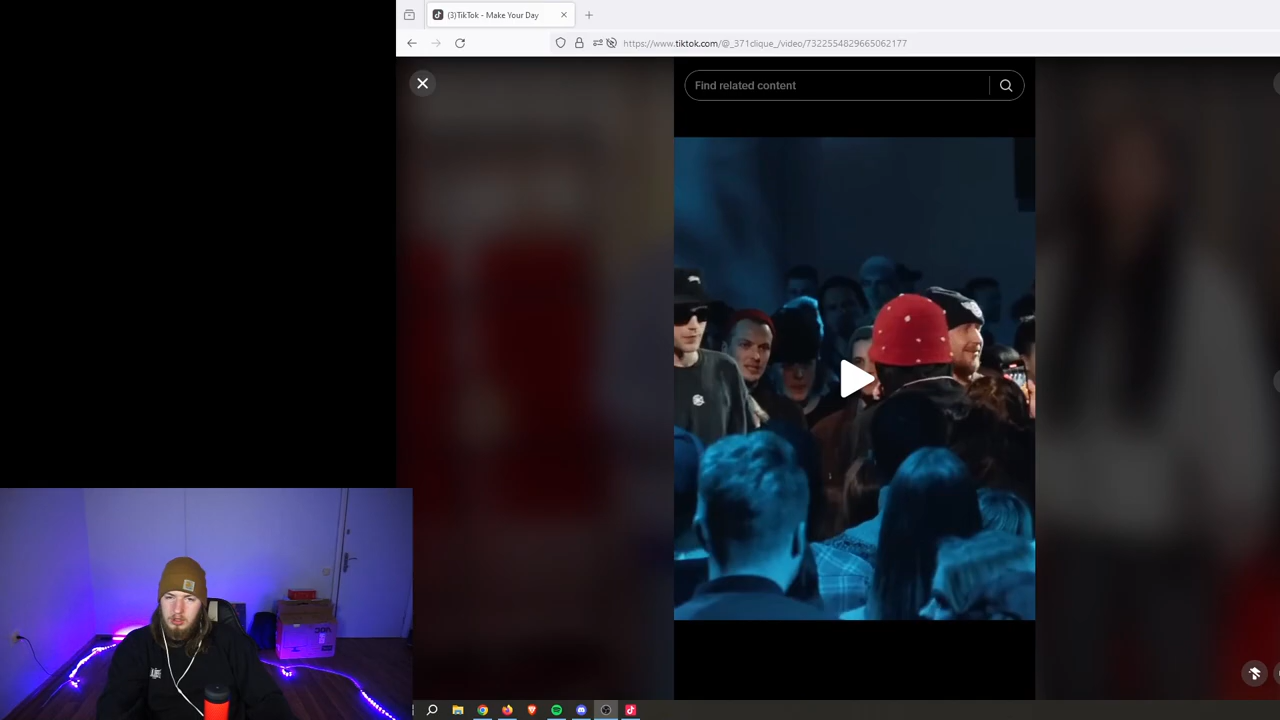 (3)TikTok - Make Your Day
https://www.tiktok.com/@_371clique_/video/7322554829665062177
Find related content